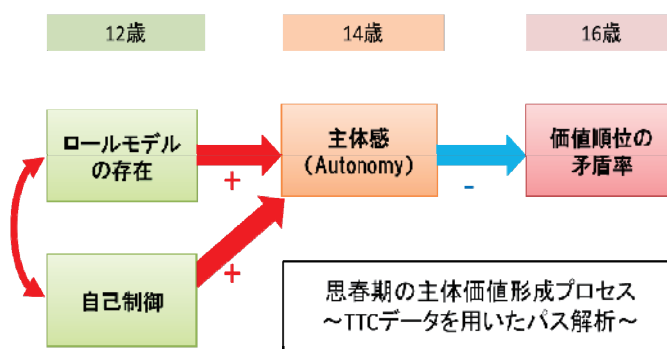 12歳
14歳
16歳
ロールモデル
の存在
+
主体感
（Autonomy）
-
価値順位の
矛盾率
自己制御
+
思春期の主体価値形成プロセス
～TTCデータを用いたパス解析～